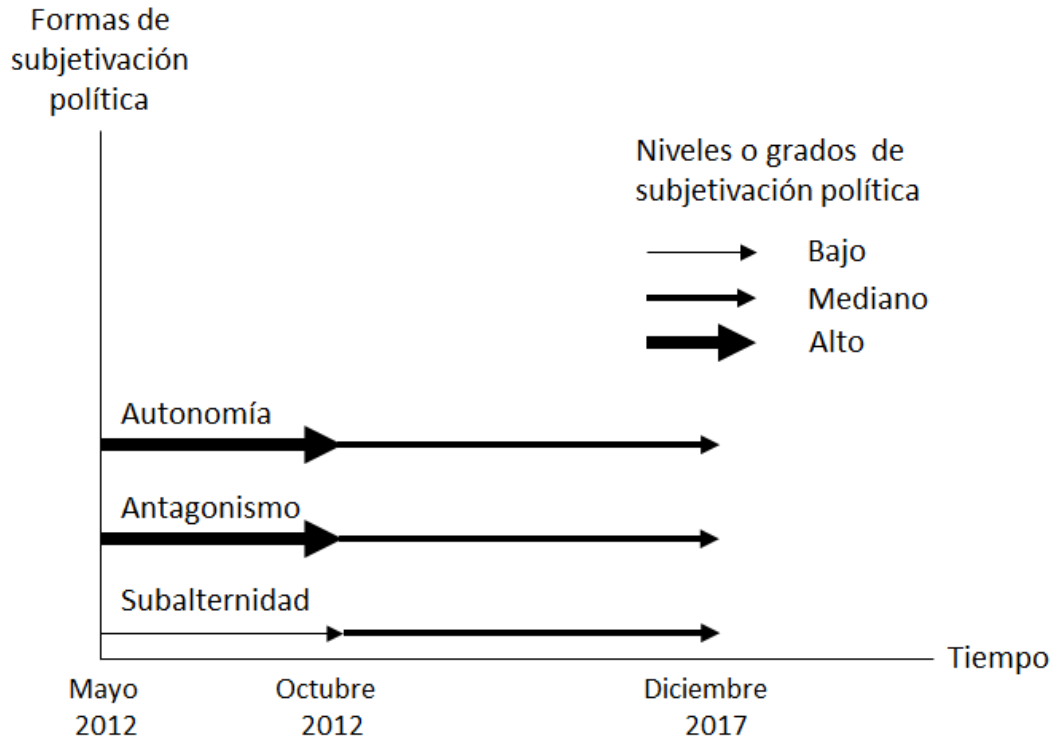 Formas de
subjetivación
política
Niveles o grados de
subjetivación política
Bajo
Mediano
Alto
Autonomía
Antagonismo
Subalternidad
Tiempo
Mayo
2012
Octubre
2012
Diciembre
2017